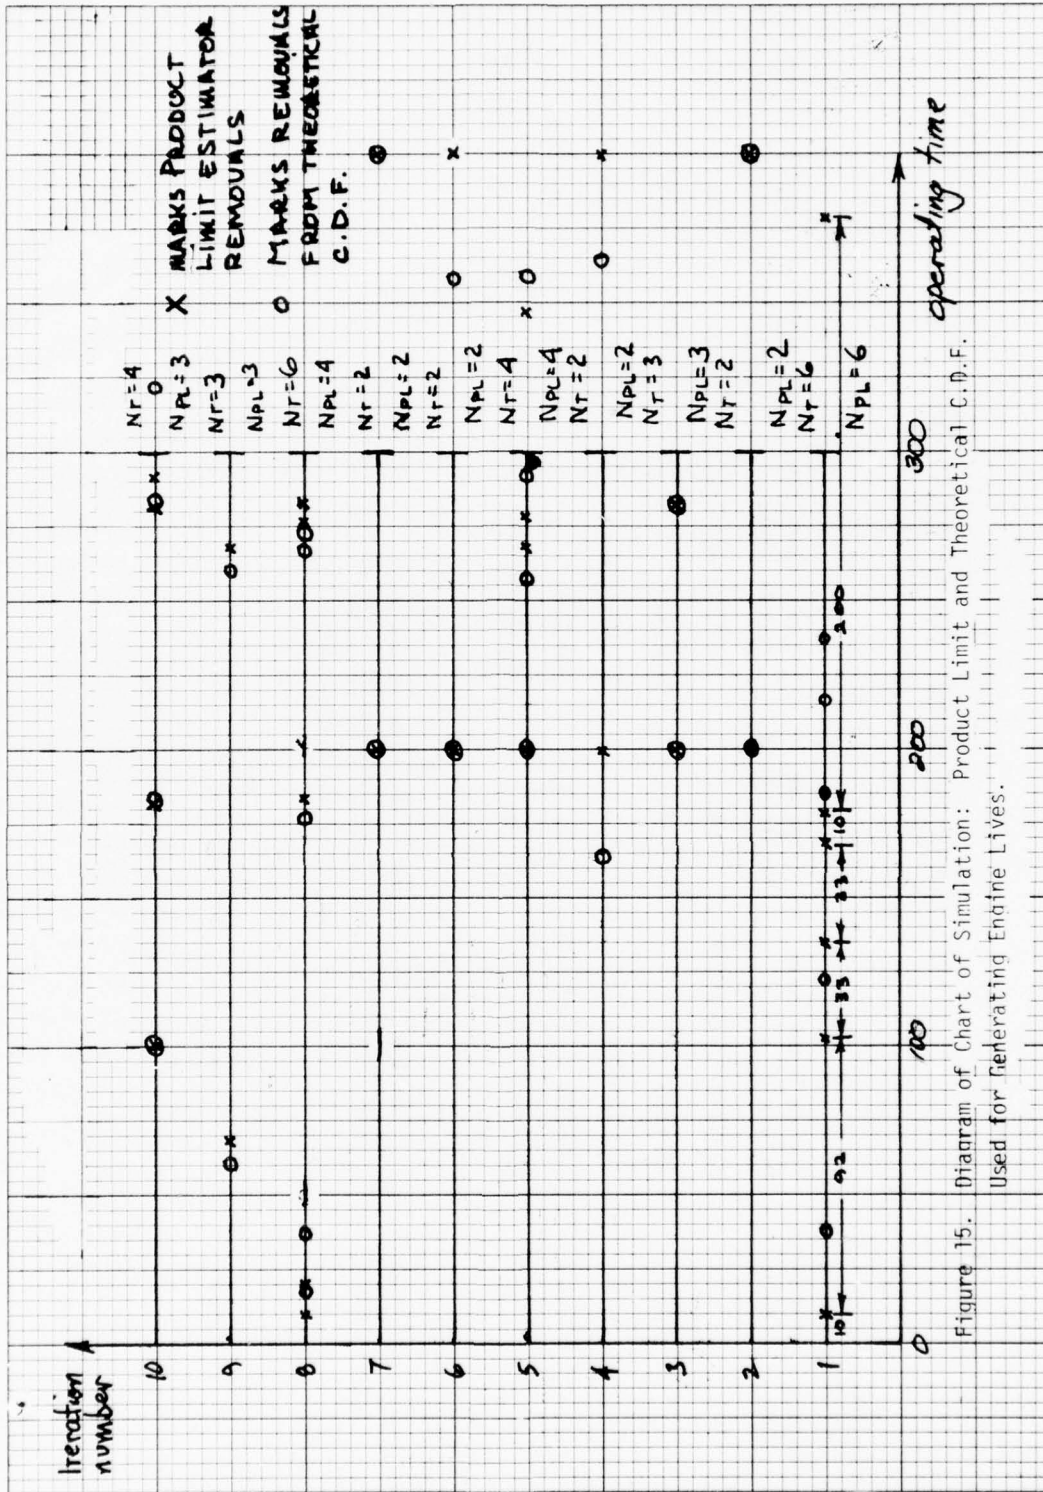 Iteration
number
X MARKS PRODUCT
LIMIT ESTIMATOR
REMOVALS
O MARKS REMOVALS
FROM THEORETICAL
C.D.F.
10
NT=4
NPL=3
9
NT=3
NPL=3
8
NT=6
NPL=4
7
NT=2
NPL=2
6
NT=2
NPL=2
5
NT=4
NPL=4
4
NT=2
NPL=2
3
NT=3
NPL=3
2
NT=2
NPL=2
1
NT=6
NPL=6
10 92 33 33 10 200
0 100 200 300
operating time
Figure 15. Diagram of Chart of Simulation: Product Limit and Theoretical C.D.F.
Used for Generating Engine Lives.